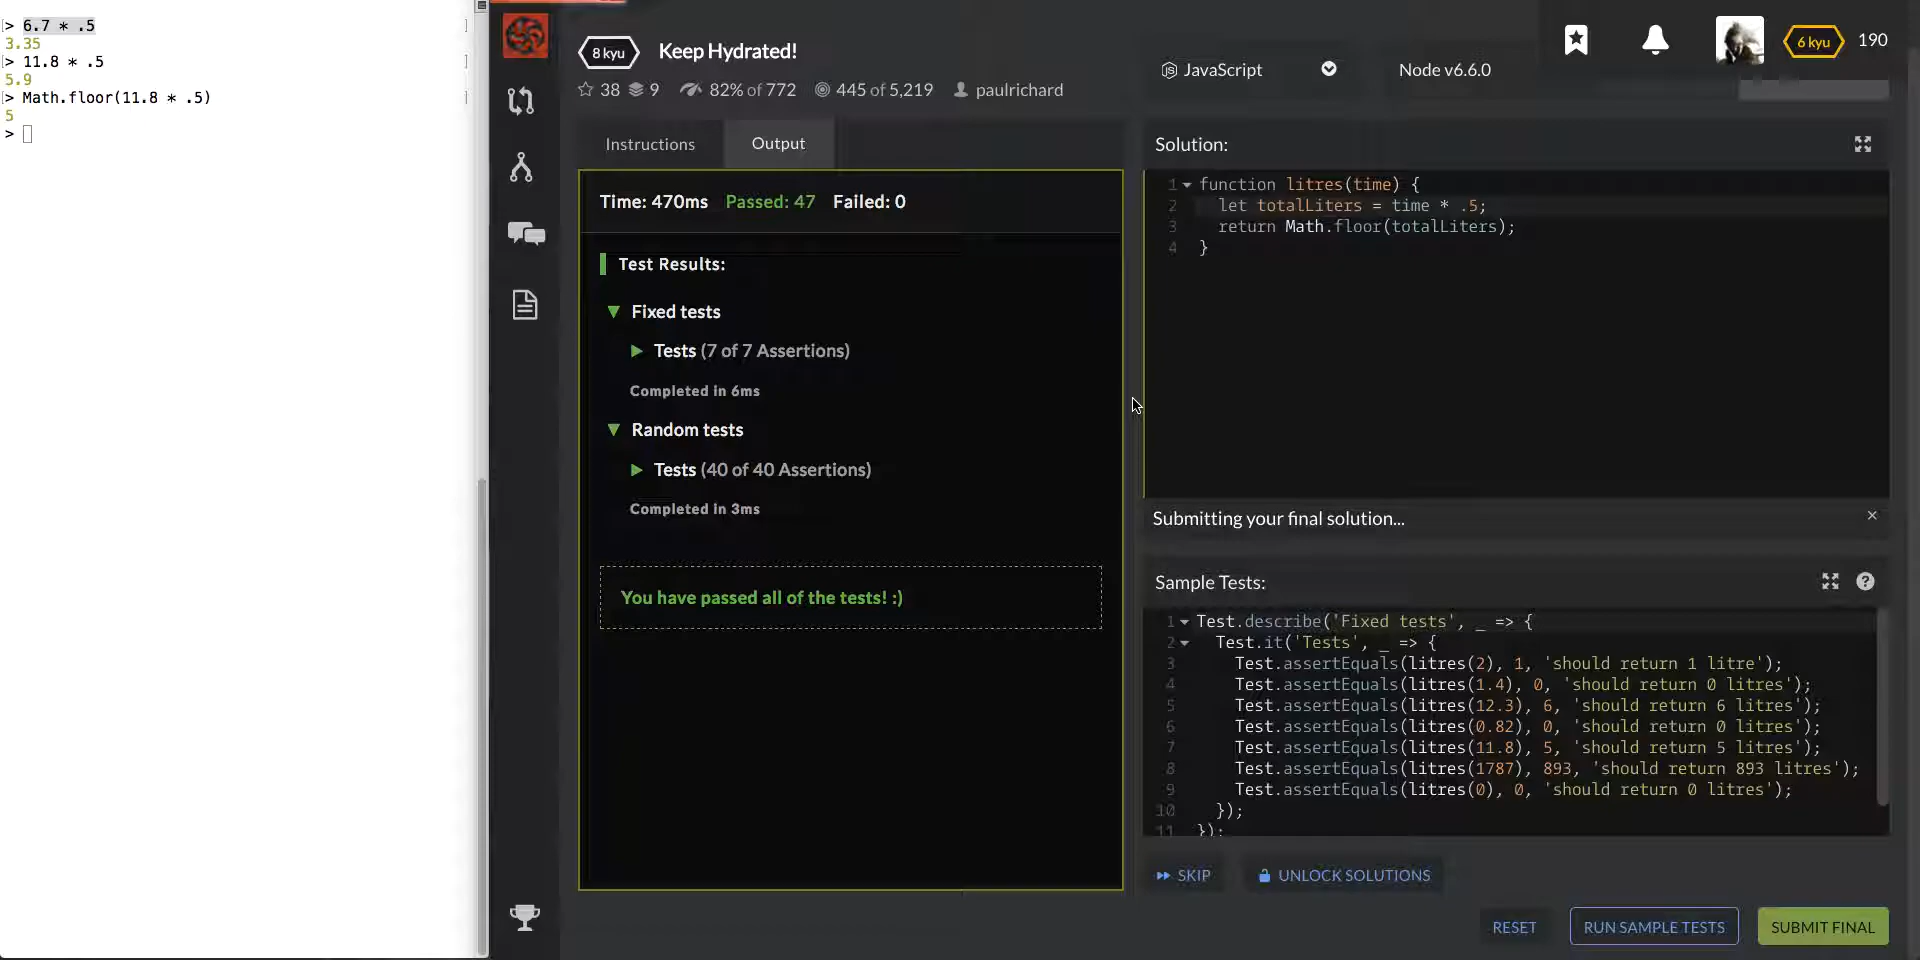 > 6.7 * .5
3.35
> 11.8 * .5
5.9
> Math.floor(11.8 * .5)
5
>
8 kyu Keep Hydrated!
38 9 82% of 772 445 of 5,219 paulrichard
JavaScript
Node v6.6.0
6 kyu 190
Instructions
Output
Time: 470ms Passed: 47 Failed: 0
Test Results:
▼ Fixed tests
▶ Tests (7 of 7 Assertions)
Completed in 6ms
▼ Random tests
▶ Tests (40 of 40 Assertions)
Completed in 3ms
You have passed all of the tests! :)
Solution:
1 function litres(time) {
2 let totalLiters = time * .5;
3 return Math.floor(totalLiters);
4 }
Submitting your final solution... ×
Sample Tests:
1 Test.describe('Fixed tests', _ => {
2 Test.it('Tests', _ => {
3 Test.assertEquals(litres(2), 1, 'should return 1 litre');
4 Test.assertEquals(litres(1.4), 0, 'should return 0 litres');
5 Test.assertEquals(litres(12.3), 6, 'should return 6 litres');
6 Test.assertEquals(litres(0.82), 0, 'should return 0 litres');
7 Test.assertEquals(litres(11.8), 5, 'should return 5 litres');
8 Test.assertEquals(litres(1787), 893, 'should return 893 litres');
9 Test.assertEquals(litres(0), 0, 'should return 0 litres');
10 });
11 });
SKIP
UNLOCK SOLUTIONS
RESET
RUN SAMPLE TESTS
SUBMIT FINAL